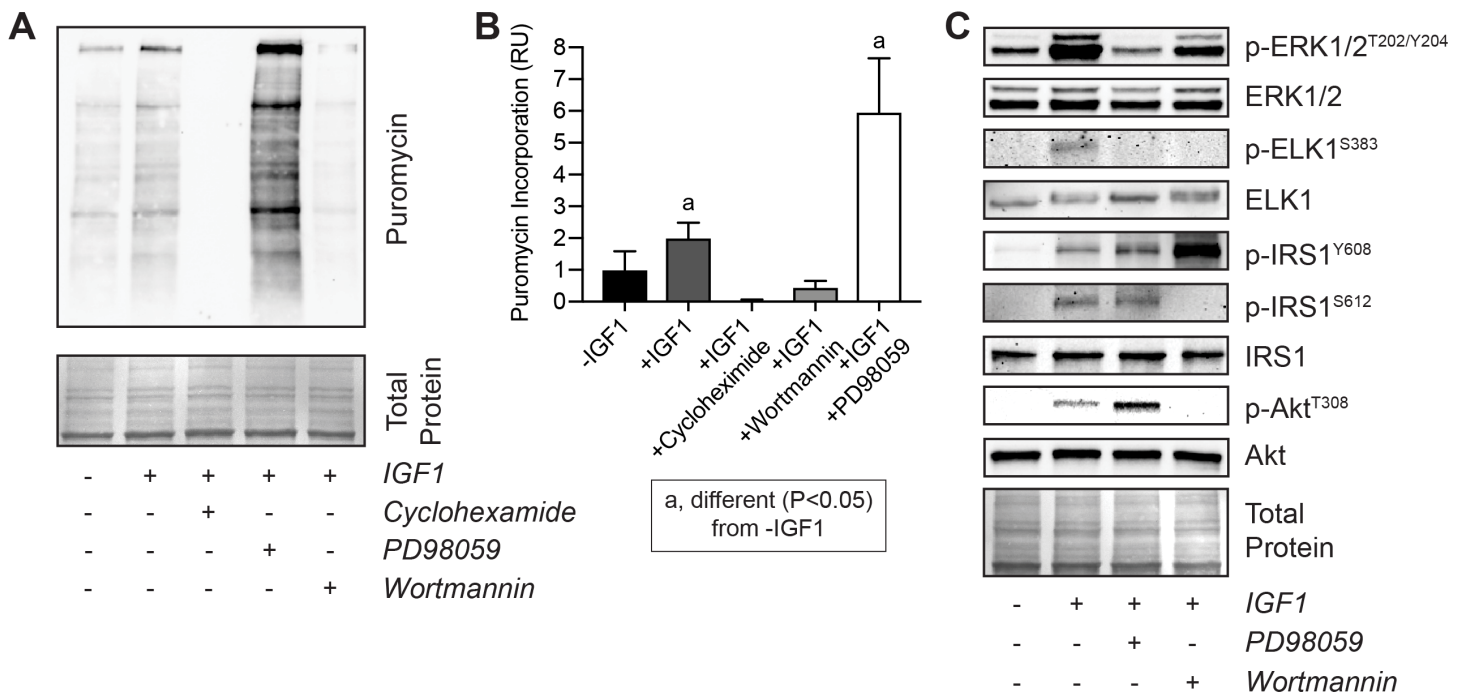 A
Puromycin
Total
Protein
- + + + + IGF1
- - + - - Cyclohexamide
- - - + - PD98059
- - - - + Wortmannin
B
Puromycin Incorporation (RU)
8
7
6
5
4
3
2
1
0
a
a
-IGF1
+IGF1
+IGF1
+Cycloheximide
+IGF1
+Wortmannin
+IGF1
+PD98059
a, different (P<0.05)
from -IGF1
C
p-ERK1/2T202/Y204
ERK1/2
p-ELK1S383
ELK1
p-IRS1Y608
p-IRS1S612
IRS1
p-AktT308
Akt
Total
Protein
- + + + IGF1
- - + - PD98059
- - - + Wortmannin